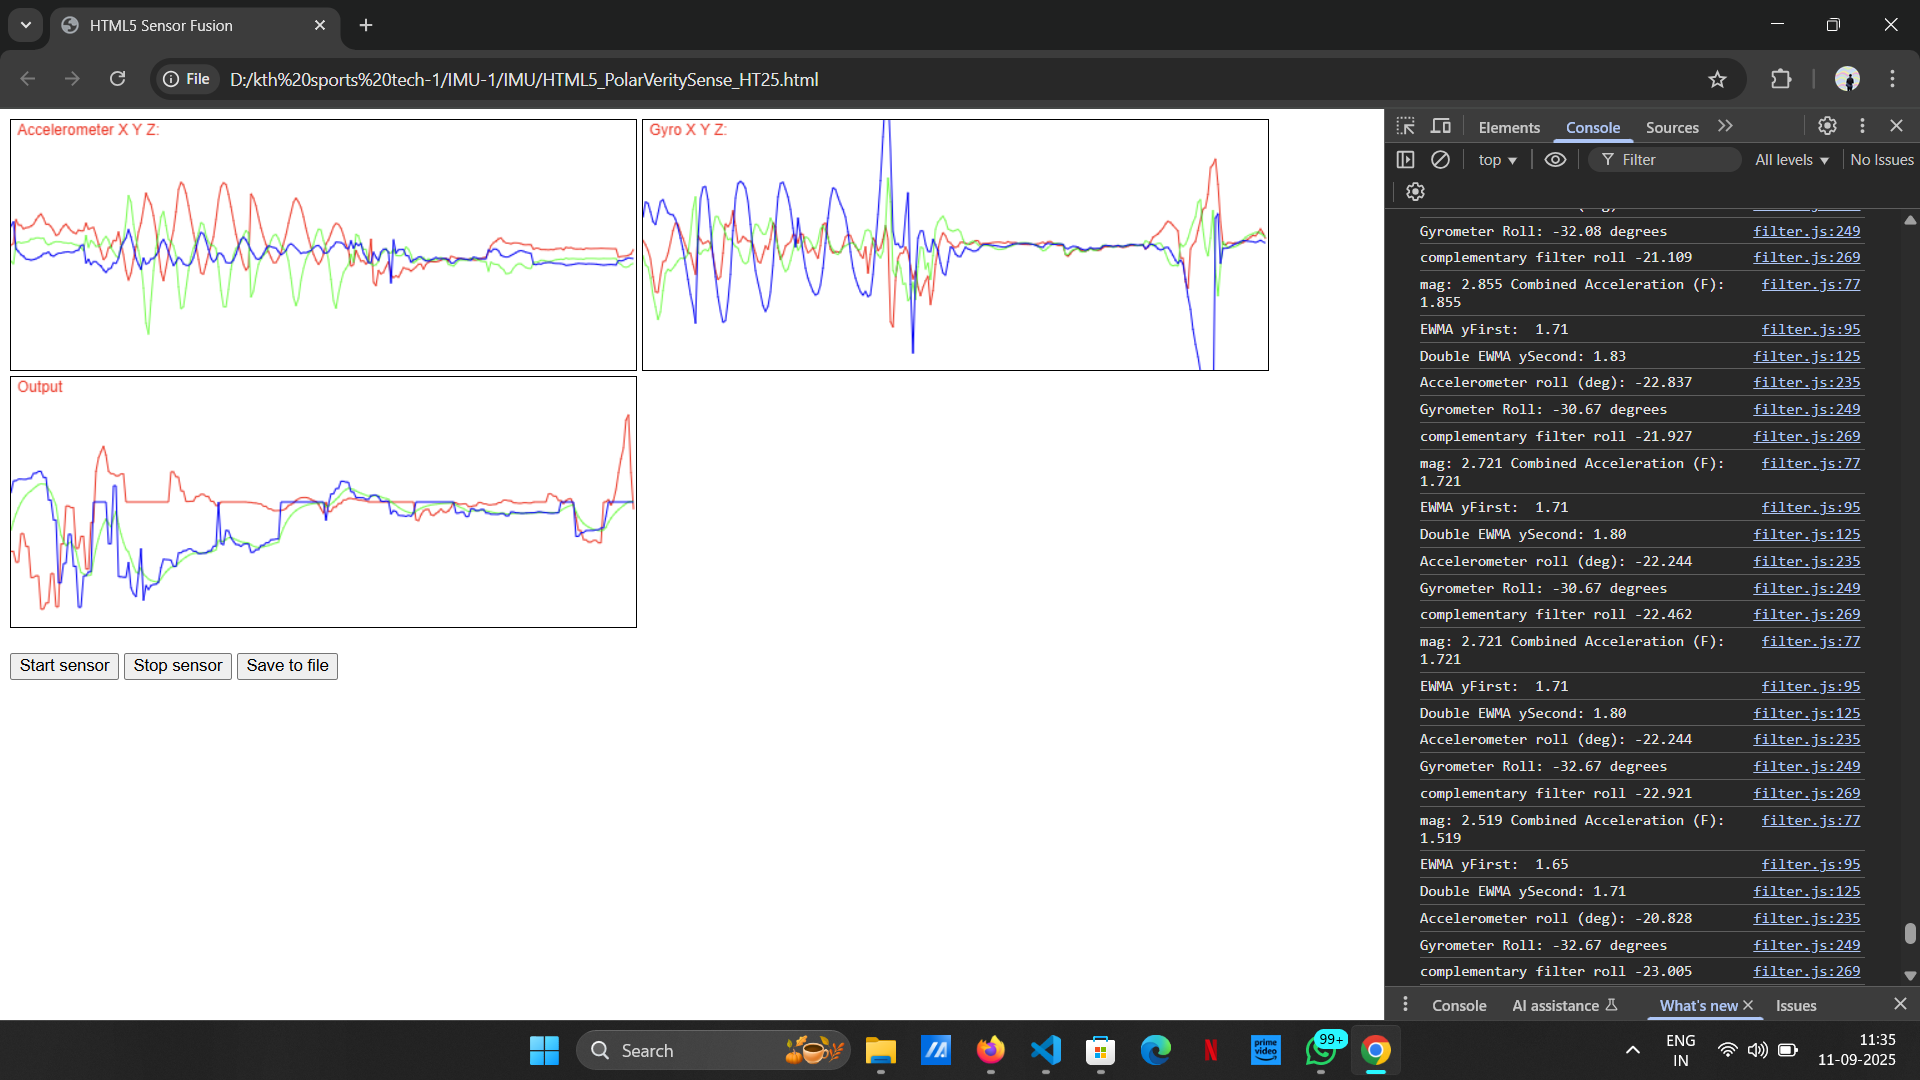 HTML5 Sensor Fusion
File
D:/kth%20sports%20tech-1/IMU-1/IMU/HTML5_PolarVeritySense_HT25.html
Accelerometer X Y Z:
Gyro X Y Z:
Output
Start sensor
Stop sensor
Save to file
Elements
Console
Sources
top
Filter
All levels
No Issues
Gyrometer Roll: -32.08 degrees filter.js:249
complementary filter roll -21.109 filter.js:269
mag: 2.855 Combined Acceleration (F): filter.js:77
1.855
EWMA yFirst:  1.71 filter.js:95
Double EWMA ySecond: 1.83 filter.js:125
Accelerometer roll (deg): -22.837 filter.js:235
Gyrometer Roll: -30.67 degrees filter.js:249
complementary filter roll -21.927 filter.js:269
mag: 2.721 Combined Acceleration (F): filter.js:77
1.721
EWMA yFirst:  1.71 filter.js:95
Double EWMA ySecond: 1.80 filter.js:125
Accelerometer roll (deg): -22.244 filter.js:235
Gyrometer Roll: -30.67 degrees filter.js:249
complementary filter roll -22.462 filter.js:269
mag: 2.721 Combined Acceleration (F): filter.js:77
1.721
EWMA yFirst:  1.71 filter.js:95
Double EWMA ySecond: 1.80 filter.js:125
Accelerometer roll (deg): -22.244 filter.js:235
Gyrometer Roll: -32.67 degrees filter.js:249
complementary filter roll -22.921 filter.js:269
mag: 2.519 Combined Acceleration (F): filter.js:77
1.519
EWMA yFirst:  1.65 filter.js:95
Double EWMA ySecond: 1.71 filter.js:125
Accelerometer roll (deg): -20.828 filter.js:235
Gyrometer Roll: -32.67 degrees filter.js:249
complementary filter roll -23.005 filter.js:269
Console
AI assistance
What's new
Issues
Search
prime video
99+
ENG
IN
11:35
11-09-2025